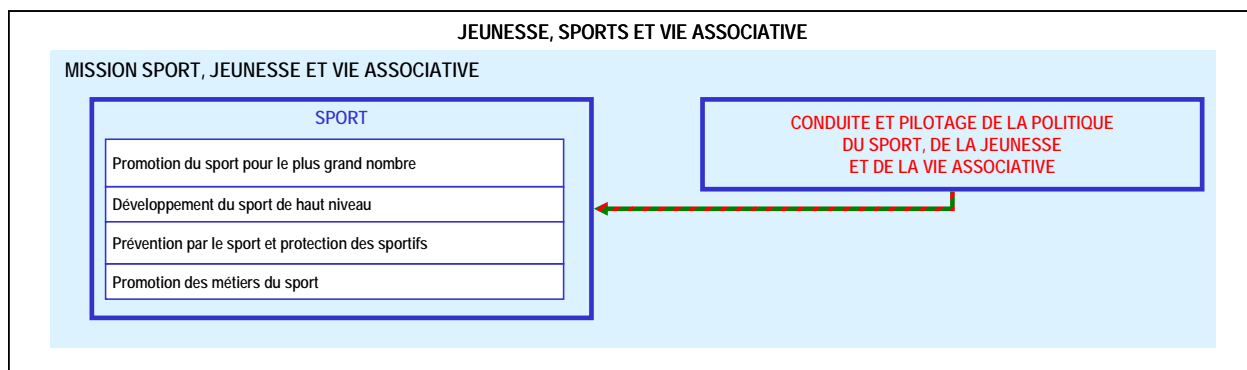 JEUNESSE, SPORTS ET VIE ASSOCIATIVE
MISSION SPORT, JEUNESSE ET VIE ASSOCIATIVE
SPORT
Promotion du sport pour le plus grand nombre
Développement du sport de haut niveau
Prévention par le sport et protection des sportifs
Promotion des métiers du sport
CONDUITE ET PILOTAGE DE LA POLITIQUE
DU SPORT, DE LA JEUNESSE
ET DE LA VIE ASSOCIATIVE